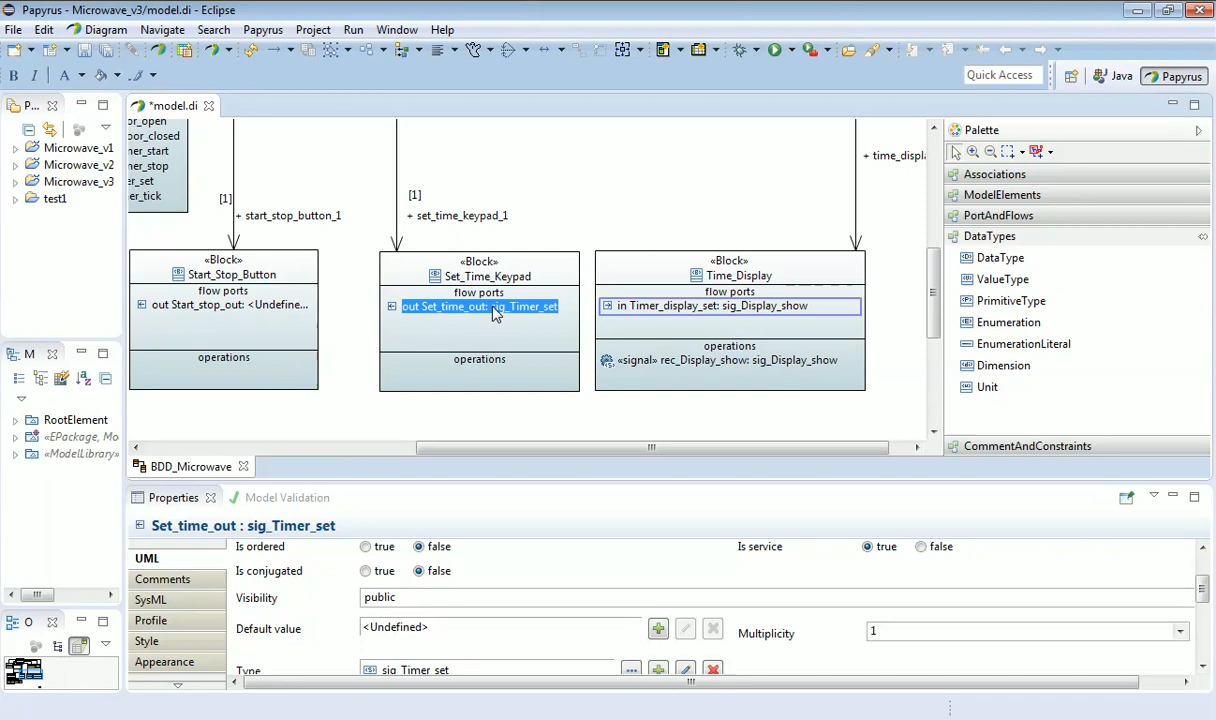 Papyrus - Microwave_v3/model.di - Eclipse
File Edit Diagram Navigate Search Papyrus Project Run Window Help
B I A
Quick Access
Java
Papyrus
P...
Microwave_v1
Microwave_v2
Microwave_v3
test1
M
RootElement
«EPackage, Mo
«ModelLibrary»
O
*model.di
or_open
oor_closed
ner_start
ner_stop
er_set
ner_tick
[1]
+ start_stop_button_1
[1]
+ set_time_keypad_1
+ time_displ
«Block»
Start_Stop_Button
flow ports
out Start_stop_out: <Undefine...
operations
«Block»
Set_Time_Keypad
flow ports
out Set_time_out: sig_Timer_set
operations
«Block»
Time_Display
flow ports
in Timer_display_set: sig_Display_show
operations
«signal» rec_Display_show: sig_Display_show
BDD_Microwave
Palette
Associations
ModelElements
PortAndFlows
DataTypes
DataType
ValueType
PrimitiveType
Enumeration
EnumerationLiteral
Dimension
Unit
CommentAndConstraints
Properties
Model Validation
Set_time_out : sig_Timer_set
UML
Comments
SysML
Profile
Style
Appearance
Is ordered true false
Is service true false
Is conjugated true false
Visibility public
Default value <Undefined>
Multiplicity 1
Type sig_Timer_set